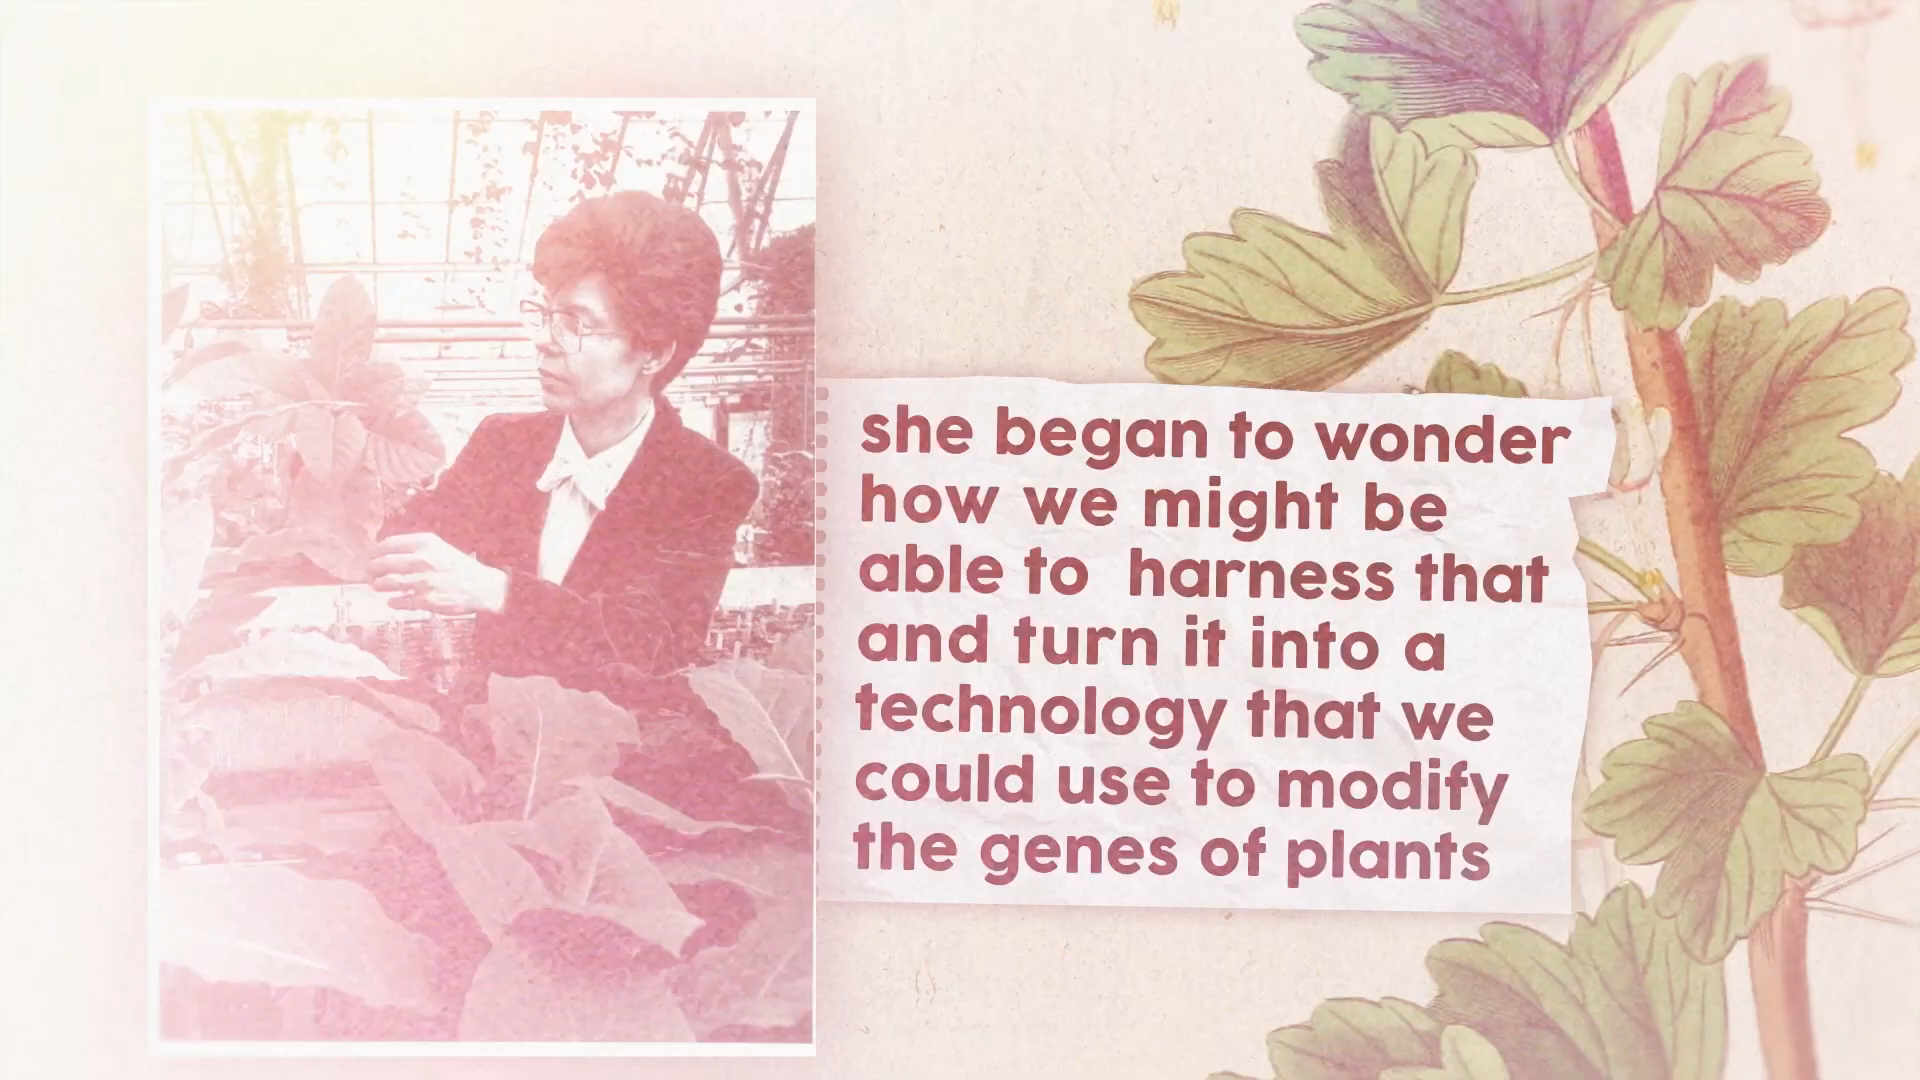 she began to wonder
how we might be
able to harness that
and turn it into a
technology that we
could use to modify
the genes of plants